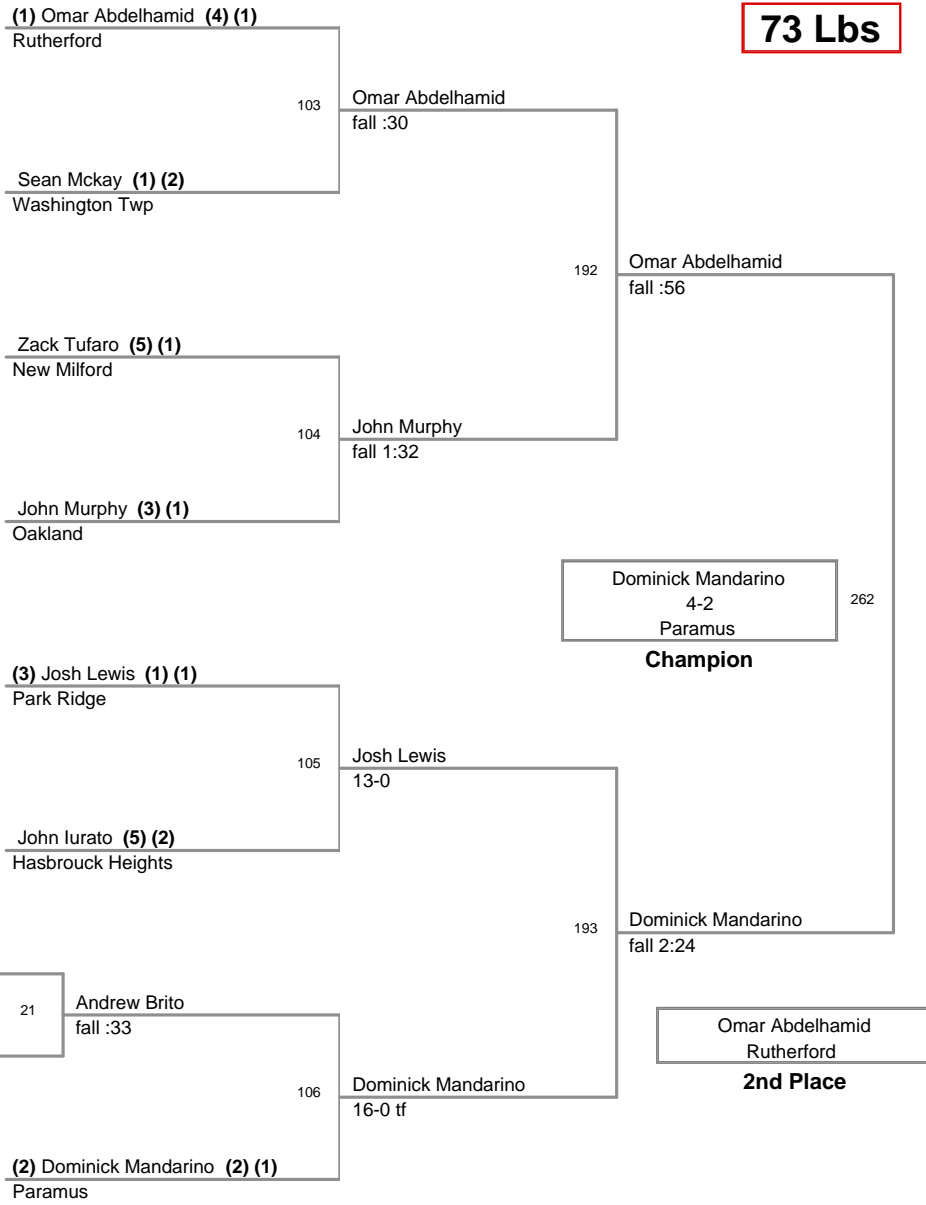 (1) Omar Abdelhamid (4) (1)
Rutherford
73 Lbs
103
Omar Abdelhamid
fall :30
Sean Mckay (1) (2)
Washington Twp
192
Omar Abdelhamid
fall :56
Zack Tufaro (5) (1)
New Milford
104
John Murphy
fall 1:32
John Murphy (3) (1)
Oakland
Dominick Mandarino
4-2
Paramus
262
Champion
(3) Josh Lewis (1) (1)
Park Ridge
105
Josh Lewis
13-0
John Iurato (5) (2)
Hasbrouck Heights
193
Dominick Mandarino
fall 2:24
21
Andrew Brito
fall :33
Omar Abdelhamid
Rutherford
2nd Place
106
Dominick Mandarino
16-0 tf
(2) Dominick Mandarino (2) (1)
Paramus